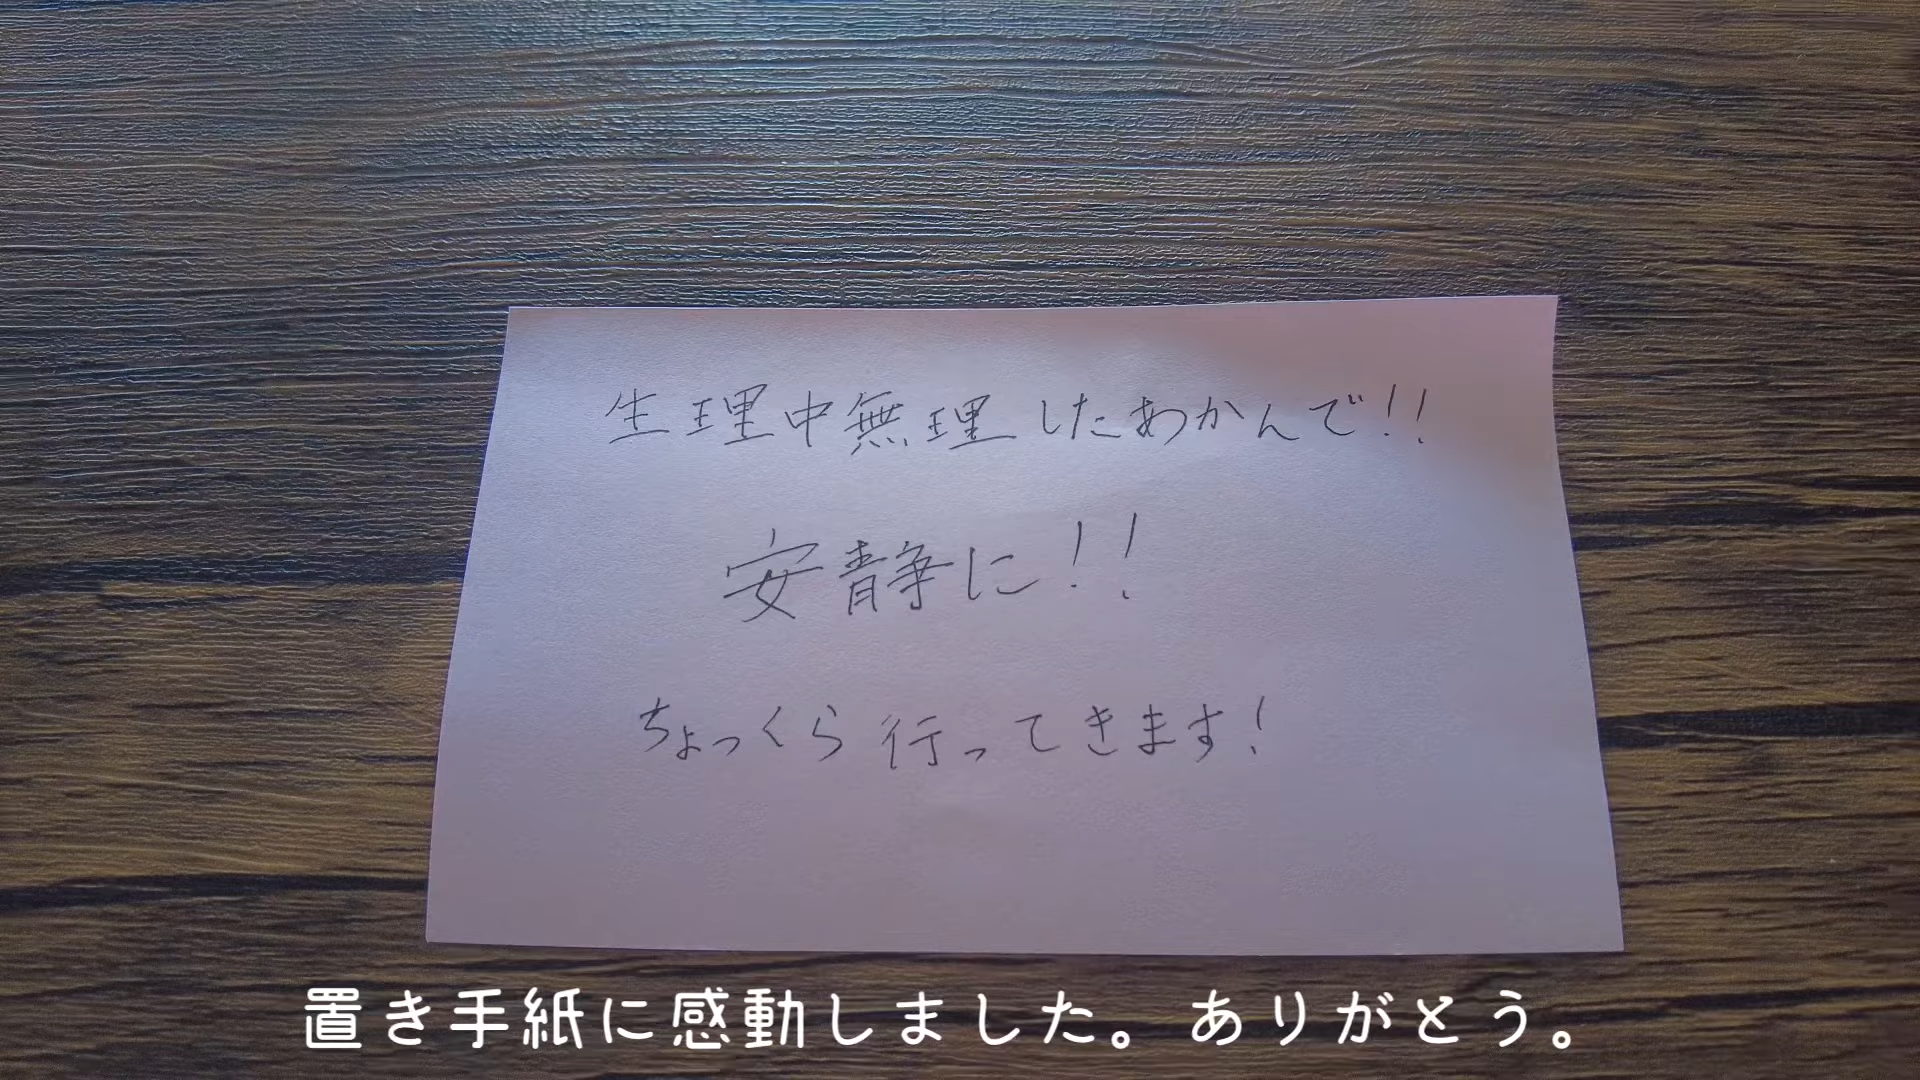 生理中無理したあかんで!!
安静に!!
ちょっくら行ってきます!
置き手紙に感動しました。ありがとう。